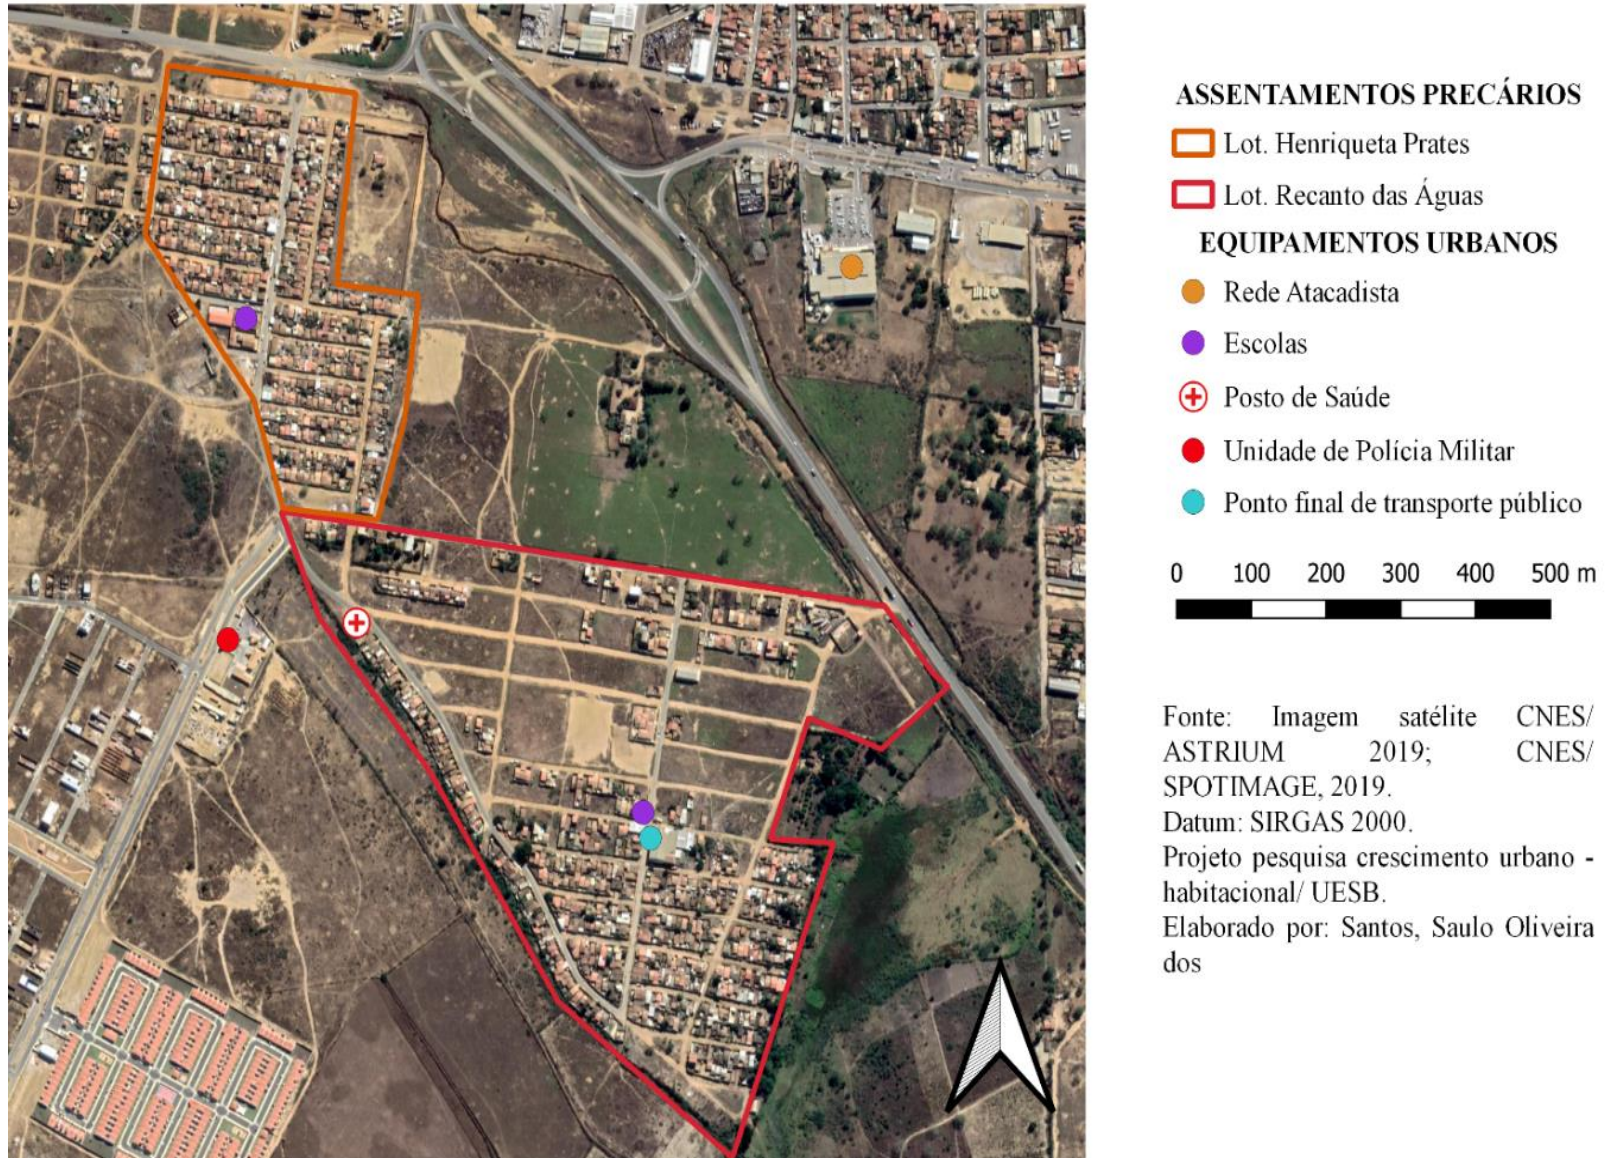 ASSENTAMENTOS PRECÁRIOS
Lot. Henriqueta Prates
Lot. Recanto das Águas
EQUIPAMENTOS URBANOS
Rede Atacadista
Escolas
Posto de Saúde
Unidade de Polícia Militar
Ponto final de transporte público
0 100 200 300 400 500 m
Fonte: Imagem satélite CNES/
ASTRIUM 2019; CNES/
SPOTIMAGE, 2019.
Datum: SIRGAS 2000.
Projeto pesquisa crescimento urbano -
habitacional/ UESB.
Elaborado por: Santos, Saulo Oliveira
dos